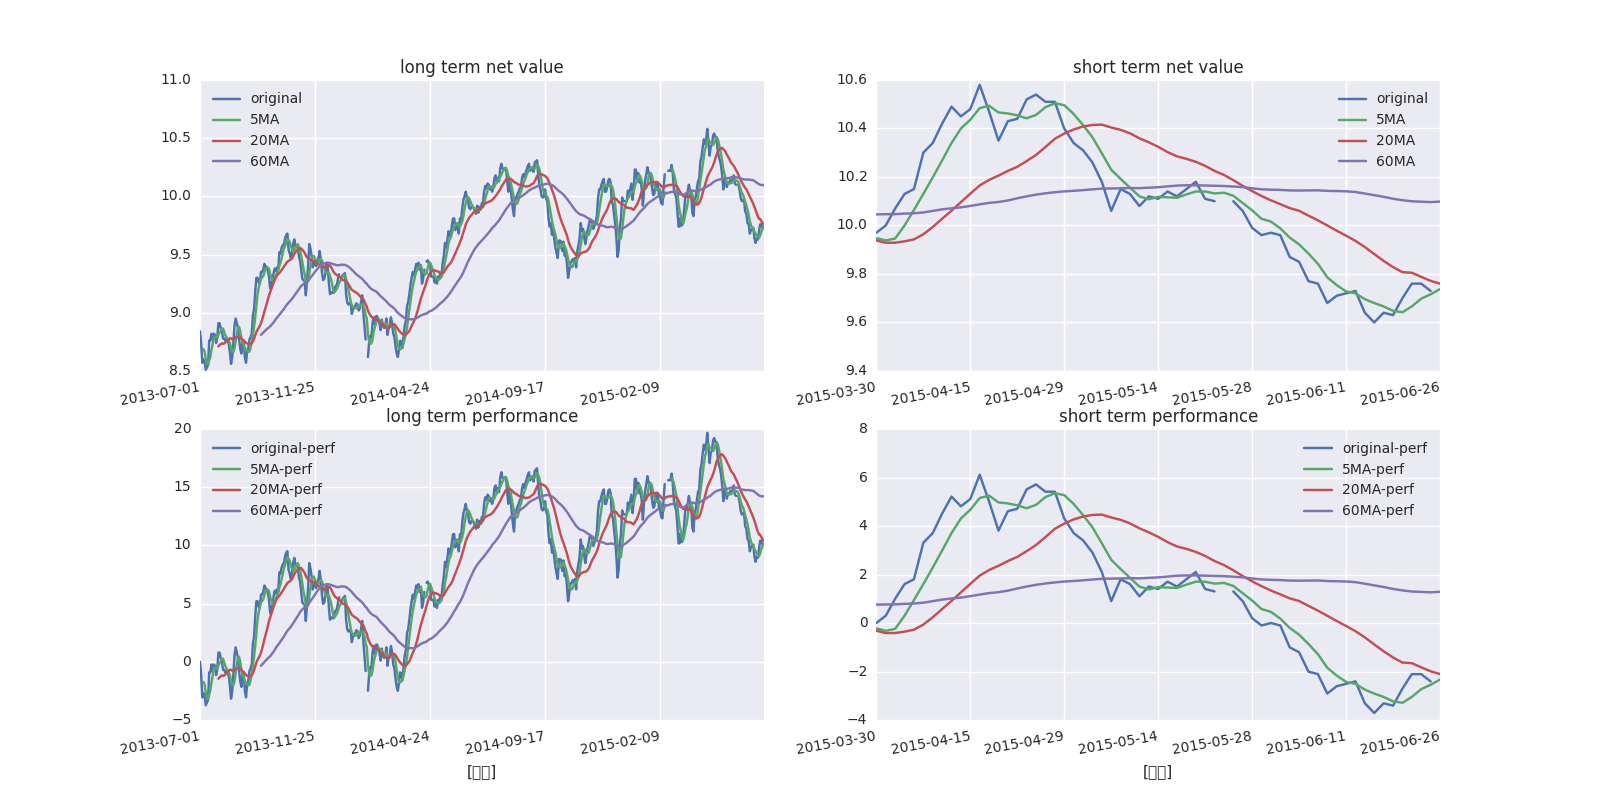 long term net value
11.0
10.5
10.0
9.5
9.0
8.5
original
5MA
20MA
60MA
2013-07-01
2013-11-25
2014-04-24
2014-09-17
2015-02-09
short term net value
10.6
10.4
10.2
10.0
9.8
9.6
9.4
original
5MA
20MA
60MA
2015-03-30
2015-04-15
2015-04-29
2015-05-14
2015-05-28
2015-06-11
2015-06-26
long term performance
20
15
10
5
0
−5
original-perf
5MA-perf
20MA-perf
60MA-perf
2013-07-01
2013-11-25
2014-04-24
2014-09-17
2015-02-09
short term performance
8
6
4
2
0
−2
−4
original-perf
5MA-perf
20MA-perf
60MA-perf
2015-03-30
2015-04-15
2015-04-29
2015-05-14
2015-05-28
2015-06-11
2015-06-26